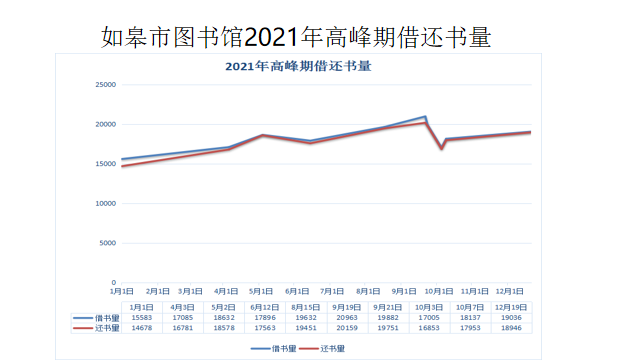 如皋市图书馆2021年高峰期借还书量
2021年高峰期借还书量
25000
20000
15000
10000
5000
0
1月1日 2月1日 3月1日 4月1日 5月1日 6月1日 7月1日 8月1日 9月1日 10月1日 11月1日 12月1日
1月1日 4月3日 5月2日 6月12日 8月15日 9月19日 9月21日 10月3日 10月7日 12月19日
借书量 15583 17085 18632 17896 19632 20963 19882 17005 18137 19036
还书量 14678 16781 18578 17563 19451 20159 19751 16853 17953 18946
借书量 还书量